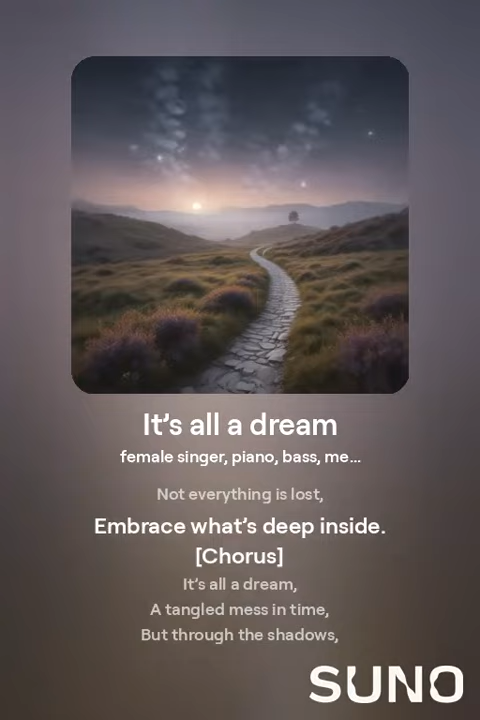 It's all a dream
female singer, piano, bass, me...
Not everything is lost,
Embrace what's deep inside.
[Chorus]
It's all a dream,
A tangled mess in time,
But through the shadows,
SUNO